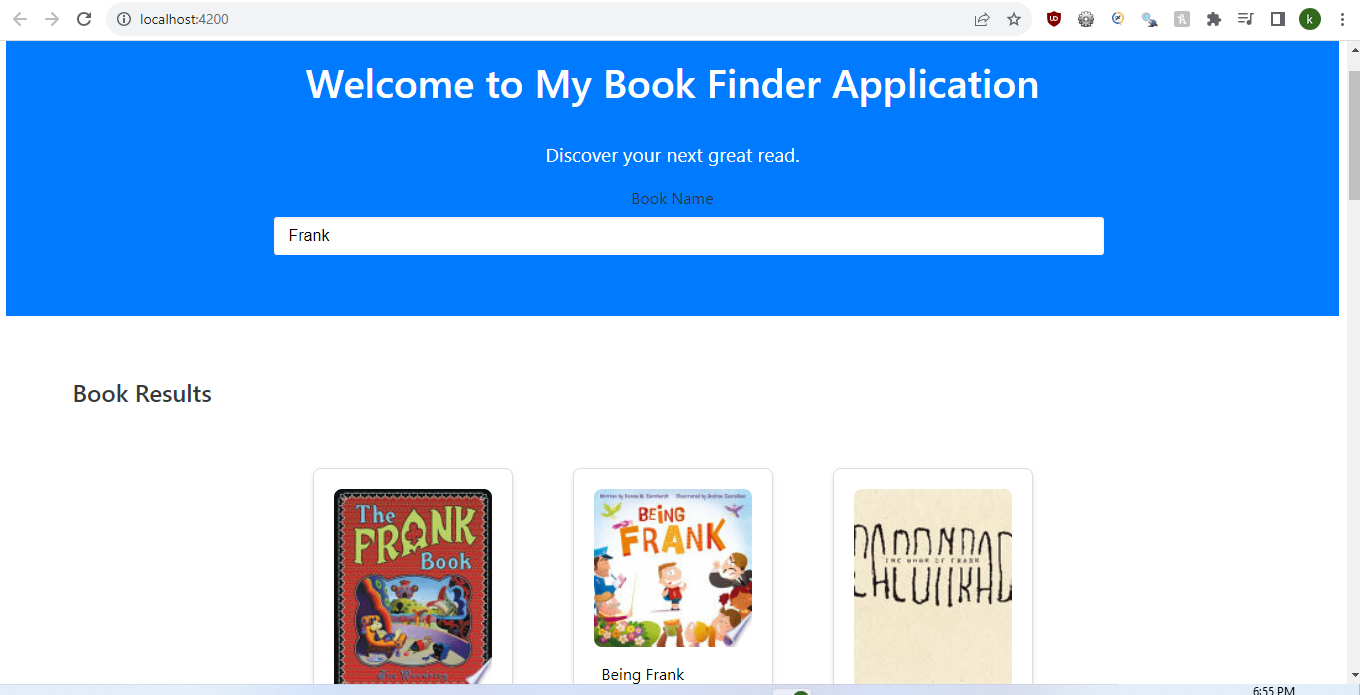 localhost:4200
k
Welcome to My Book Finder Application
Discover your next great read.
Book Name
Frank
Book Results
The
FRANK
Book
Written by Donna W. Earnhardt Illustrated by Andrea Castellani
BEiNG
FRANK
THE BOOK OF FRANK
Being Frank
6:55 PM